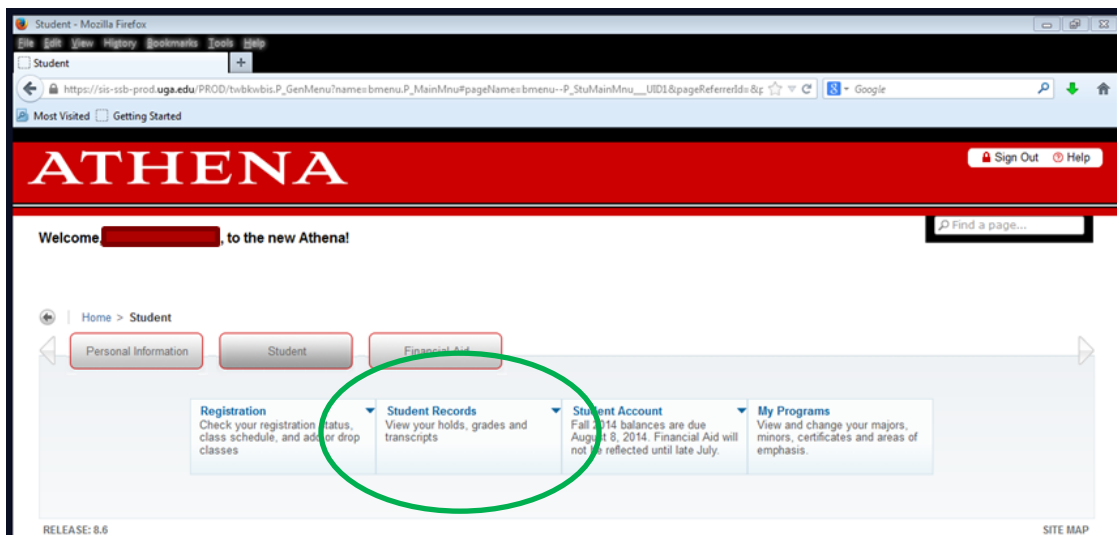 Student - Mozilla Firefox
File Edit View History Bookmarks Tools Help
Student +
https://sis-ssb-prod.uga.edu/PROD/twbkwbis.P_GenMenu?name=bmenu.P_MainMnu#pageName=bmenu--P_StuMainMnu__UID1&pageReferrerId=&p
Google
Most Visited Getting Started
ATHENA
Sign Out Help
Find a page...
Welcome, , to the new Athena!
Home > Student
Personal Information Student Financial Aid
Registration
Check your registration status,
class schedule, and add or drop
classes
Student Records
View your holds, grades and
transcripts
Student Account
Fall 2014 balances are due
August 8, 2014. Financial Aid will
not be reflected until late July.
My Programs
View and change your majors,
minors, certificates and areas of
emphasis.
RELEASE: 8.6
SITE MAP